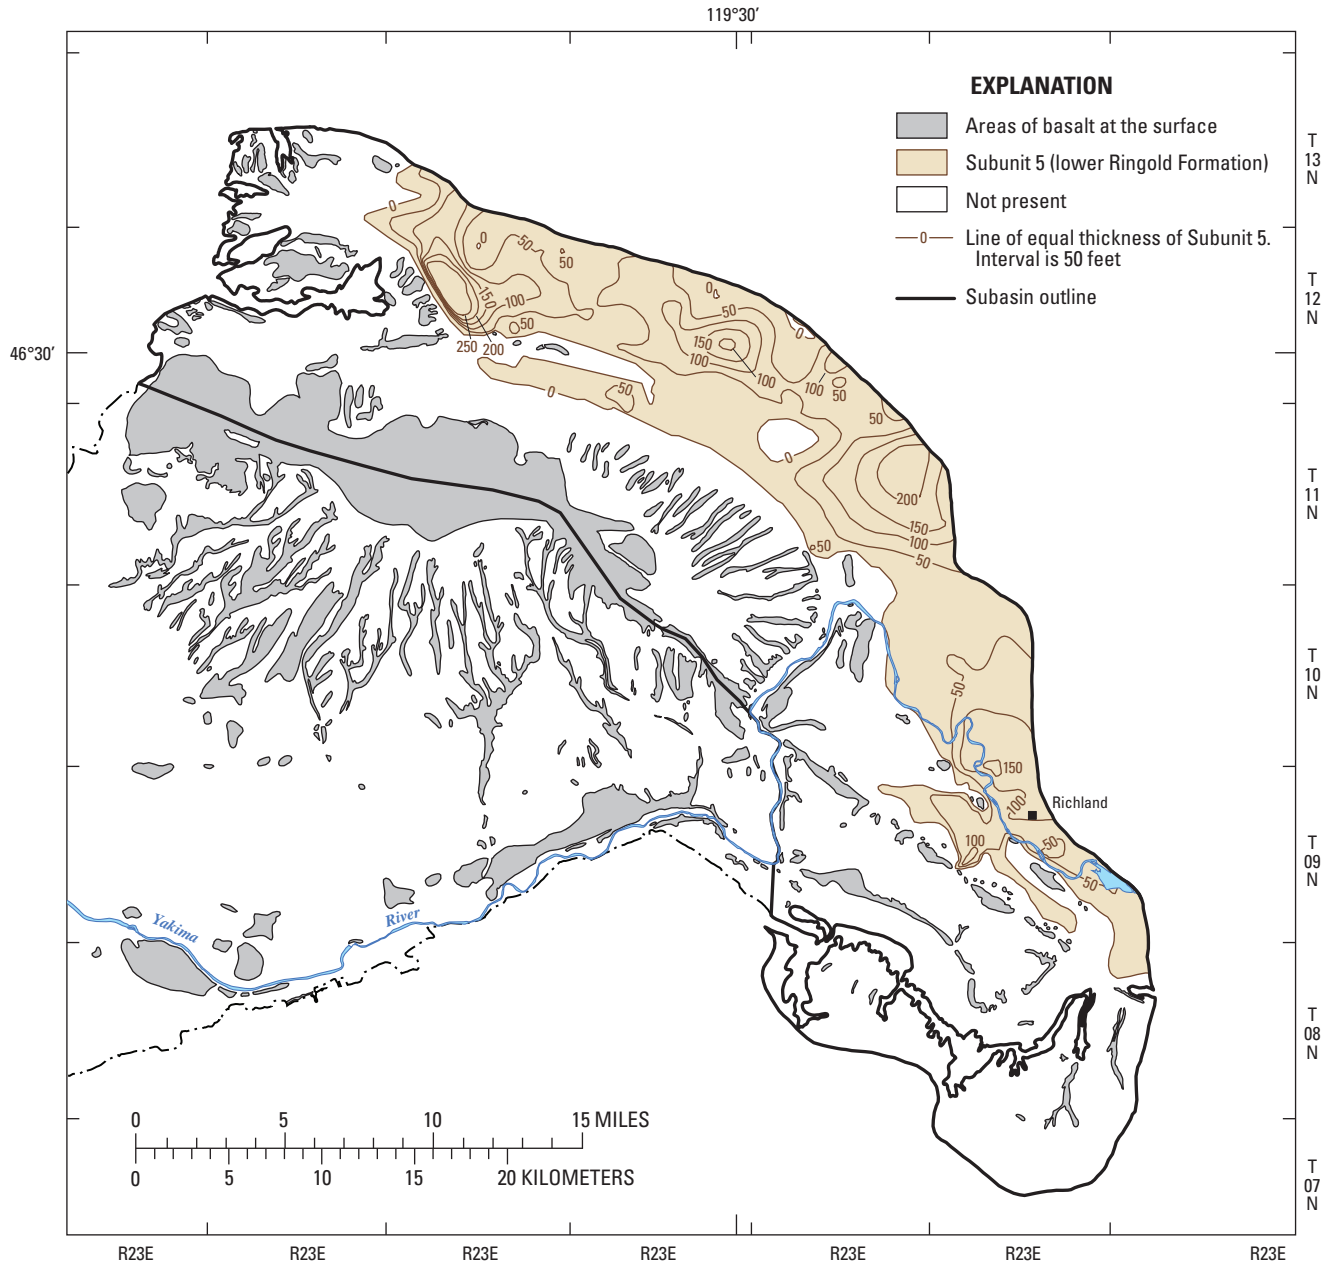 119°30’
EXPLANATION
Areas of basalt at the surface
Subunit 5 (lower Ringold Formation)
Not present
0 Line of equal thickness of Subunit 5.
Interval is 50 feet
Subasin outline
T
13
N
T
12
N
46°30’
T
11
N
T
10
N
T
09
N
T
08
N
T
07
N
0
0
50
50
150
100
50
250
200
0
50
0
150
100
100
100
50
50
0
50
0
200
150
100
50
50
50
150
100
100
50
50
Richland
Yakima
River
0 5 10 15 MILES
0 5 10 15 20 KILOMETERS
R23E R23E R23E R23E R23E R23E R23E